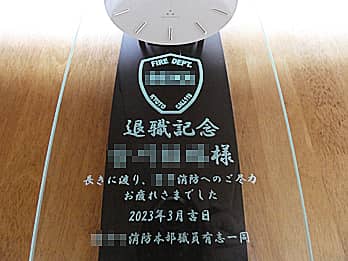 FIRE DEPT.
KYOTO
退職記念
様
長きに渡り、消防へのご尽力
お疲れさまでした
2023年3月吉日
消防本部職員有志一同